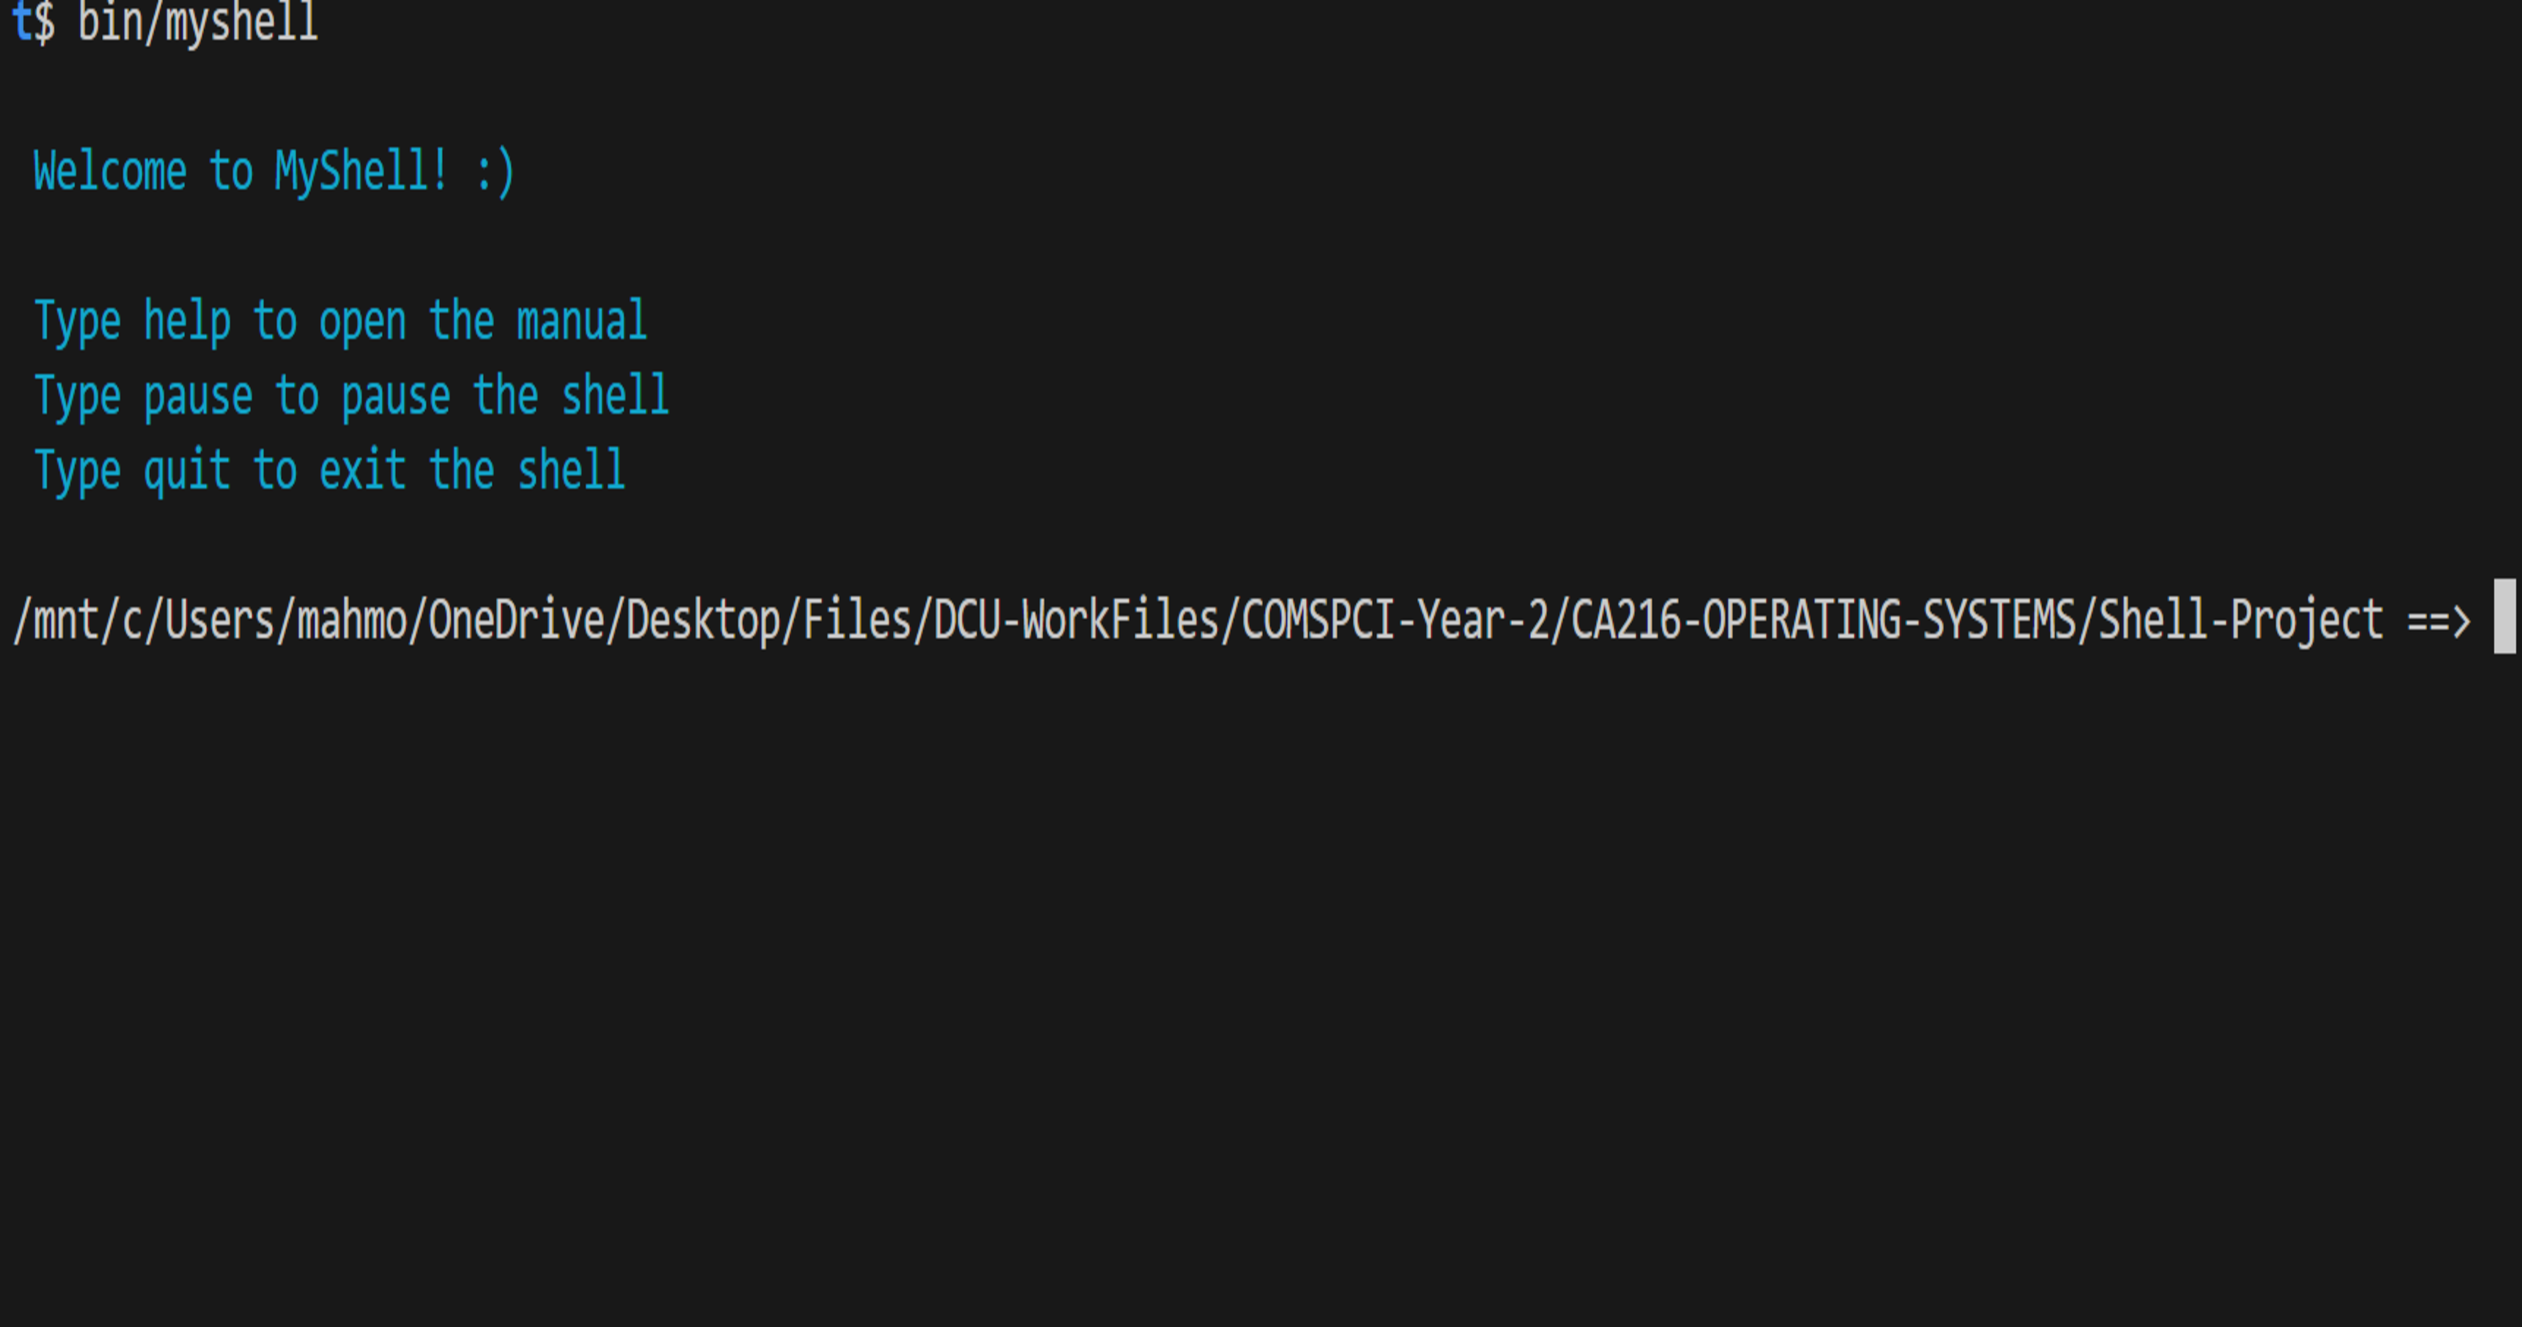 t$ bin/myshell
Welcome to MyShell! :)
Type help to open the manual
Type pause to pause the shell
Type quit to exit the shell
/mnt/c/Users/mahmo/OneDrive/Desktop/Files/DCU-WorkFiles/COMSPCI-Year-2/CA216-OPERATING-SYSTEMS/Shell-Project ==>